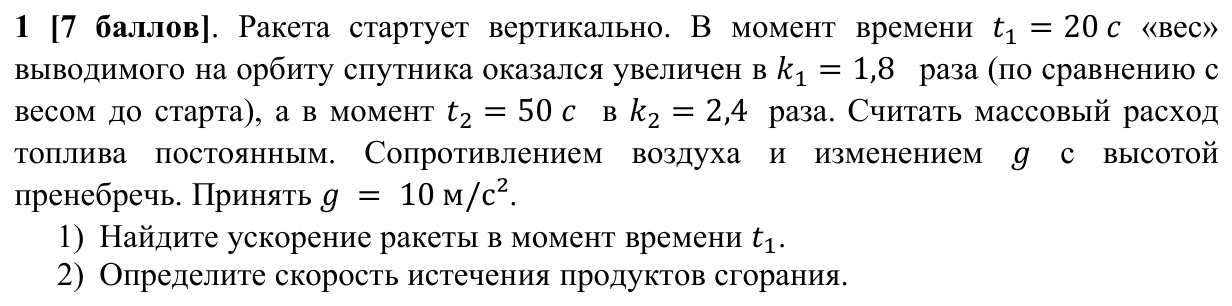 1 [7 баллов]. Ракета стартует вертикально. В момент времени t₁ = 20 с «вес»
выводимого на орбиту спутника оказался увеличен в k₁ = 1,8 раза (по сравнению с
весом до старта), а в момент t₂ = 50 с в k₂ = 2,4 раза. Считать массовый расход
топлива постоянным. Сопротивлением воздуха и изменением g с высотой
пренебречь. Принять g = 10 м/с².
1) Найдите ускорение ракеты в момент времени t₁.
2) Определите скорость истечения продуктов сгорания.